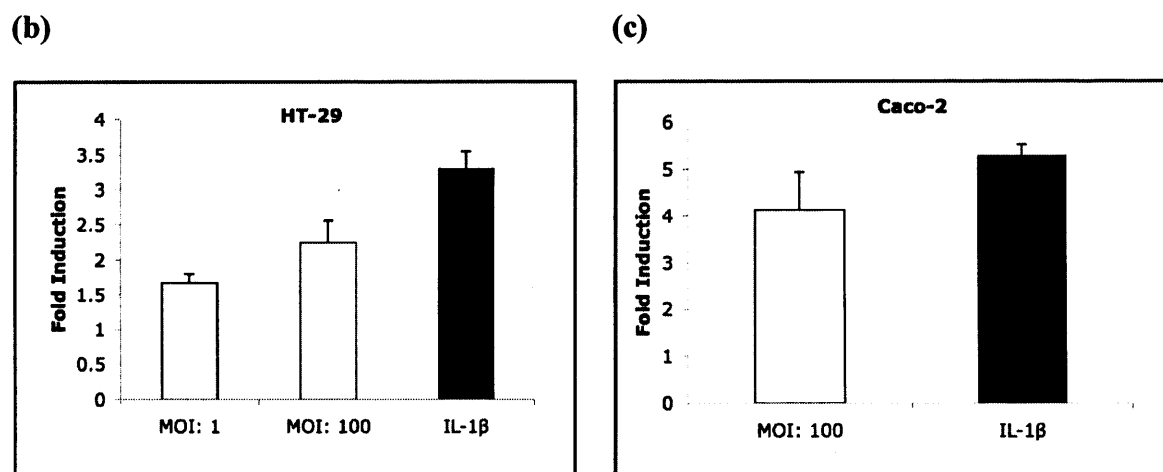 (b)
HT-29
Fold Induction
4
3.5
3
2.5
2
1.5
1
0.5
0
MOI: 1 MOI: 100 IL-1β
(c)
Caco-2
Fold Induction
6
5
4
3
2
1
0
MOI: 100 IL-1β